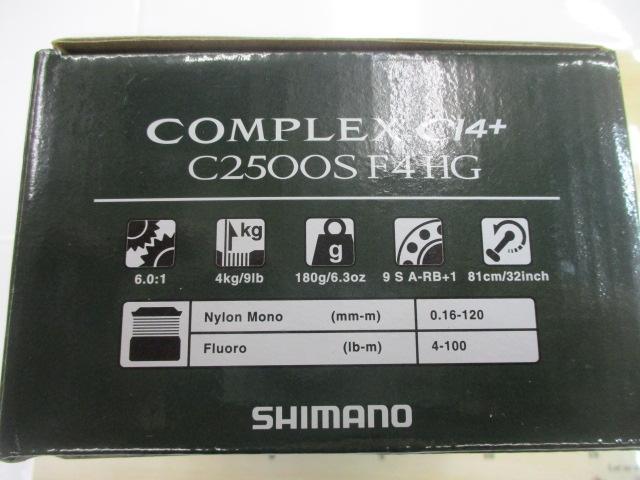 COMPLEX CI4+
C2500S F4 HG
kg
g
6.0:1 4kg/9lb 180g/6.3oz 9 S A-RB+1 81cm/32inch
Nylon Mono (mm-m) 0.16-120
Fluoro (lb-m) 4-100
SHIMANO